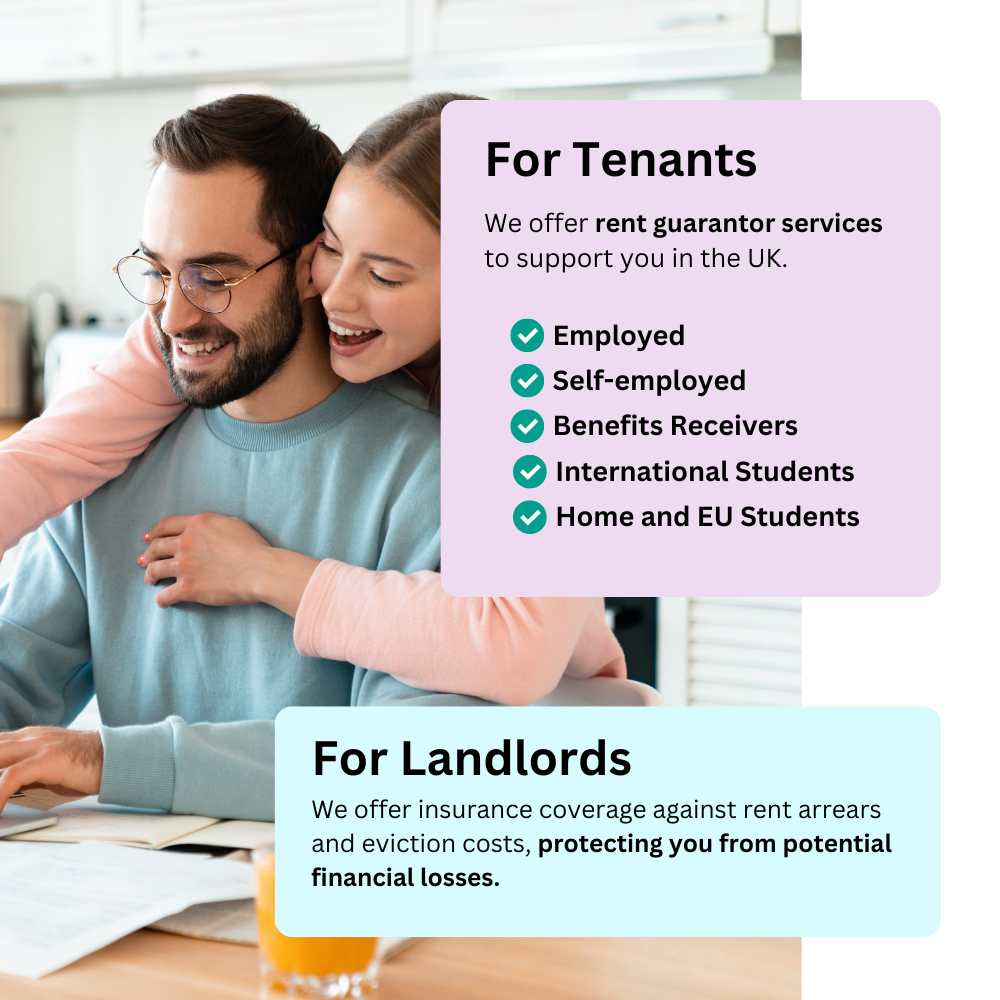 For Tenants
We offer rent guarantor services
to support you in the UK.
Employed
Self-employed
Benefits Receivers
International Students
Home and EU Students
For Landlords
We offer insurance coverage against rent arrears
and eviction costs, protecting you from potential
financial losses.